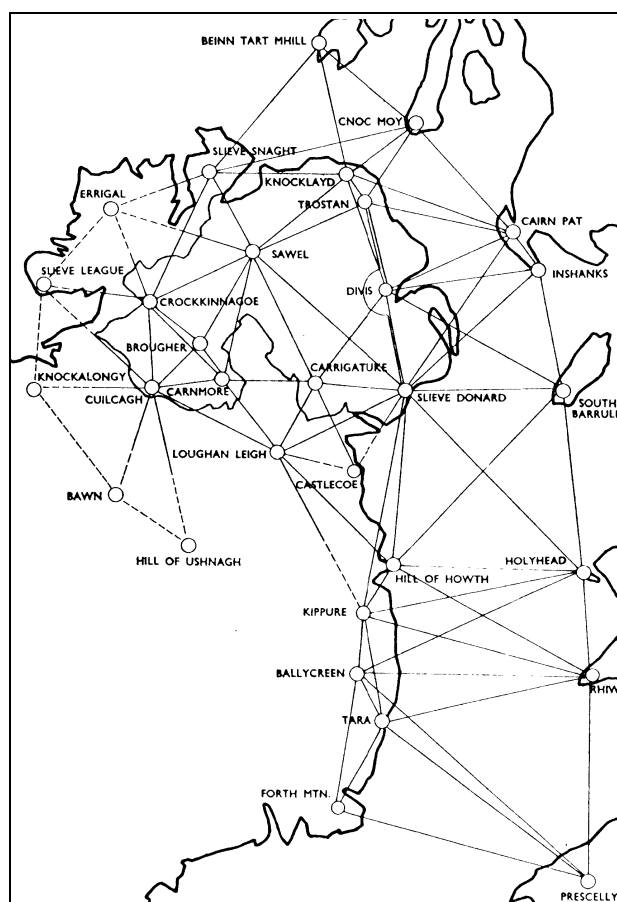 BEINN TART MHILL
CNOC MOY
SLIEVE SNAGHT
KNOCKLAYD
ERRIGAL
TROSTAN
CAIRN PAT
SAWEL
SLIEVE LEAGUE
INSHANKS
DIVIS
CROCKKINNAGOE
BROUGHER
KNOCKALONGY
CARRIGATURE
CUILCAGH
CARNMORE
SLIEVE DONARD
SOUTH
BARRULE
LOUGHAN LEIGH
CASTLECOE
BAWN
HILL OF USHNAGH
HOLYHEAD
HILL OF HOWTH
KIPPURE
BALLYCREEN
RHIW
TARA
FORTH MTN.
PRESCELLY